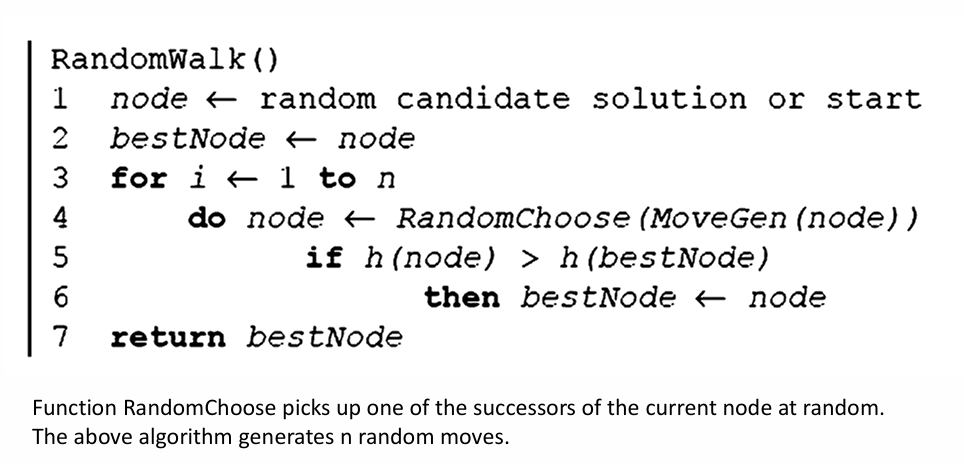 RandomWalk()
1 node ← random candidate solution or start
2 bestNode ← node
3 for i ← 1 to n
4 do node ← RandomChoose(MoveGen(node))
5 if h(node) > h(bestNode)
6 then bestNode ← node
7 return bestNode
Function RandomChoose picks up one of the successors of the current node at random.
The above algorithm generates n random moves.